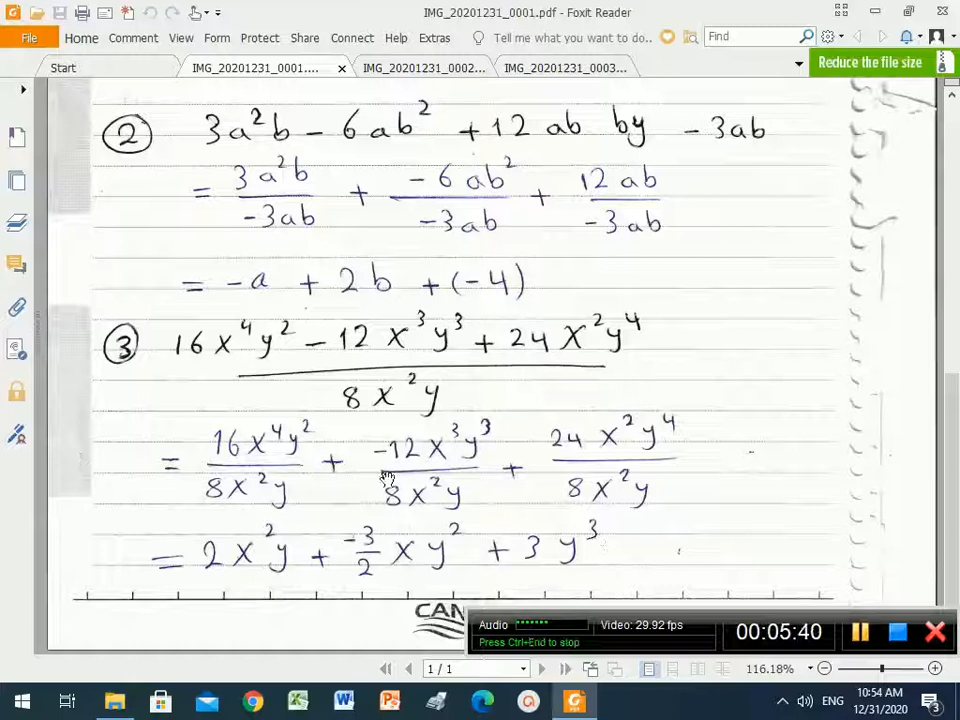 IMG_20201231_0001.pdf - Foxit Reader
File Home Comment View Form Protect Share Connect Help Extras Tell me what you want to do... Find
Start IMG_20201231_0001.... IMG_20201231_0002... IMG_20201231_0003... Reduce the file size
② 3a²b - 6ab² + 12ab by - 3ab
= 3a²b/-3ab + -6ab²/-3ab + 12ab/-3ab
= -a + 2b + (-4)
③ 16x⁴y² - 12x³y³ + 24x²y⁴
8x²y
= 16x⁴y²/8x²y + -12x³y³/8x²y + 24x²y⁴/8x²y
= 2x²y + -3/2 xy² + 3y³
CAN
Audio Video: 29.92 fps
Press Ctrl+End to stop
00:05:40
1 / 1 116.18%
ENG 10:54 AM
12/31/2020
3